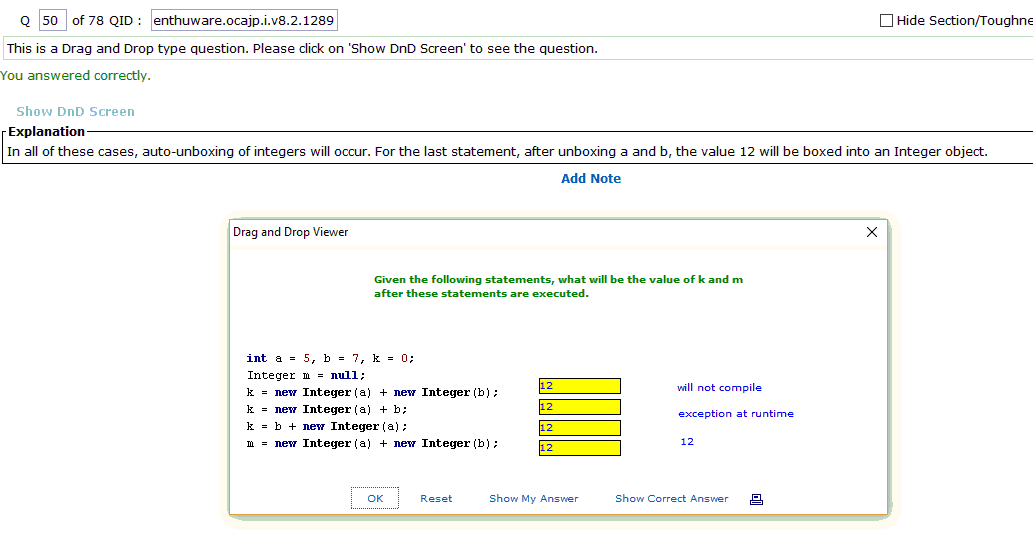 Q 50 of 78 QID : enthuware.ocajp.i.v8.2.1289 Hide Section/Toughne
This is a Drag and Drop type question. Please click on 'Show DnD Screen' to see the question.
You answered correctly.
Show DnD Screen
Explanation
In all of these cases, auto-unboxing of integers will occur. For the last statement, after unboxing a and b, the value 12 will be boxed into an Integer object.
Add Note
Drag and Drop Viewer
Given the following statements, what will be the value of k and m
after these statements are executed.
int a = 5, b = 7, k = 0;
Integer m = null;
k = new Integer(a) + new Integer(b); 12 will not compile
k = new Integer(a) + b; 12 exception at runtime
k = b + new Integer(a); 12
m = new Integer(a) + new Integer(b); 12 12
OK Reset Show My Answer Show Correct Answer